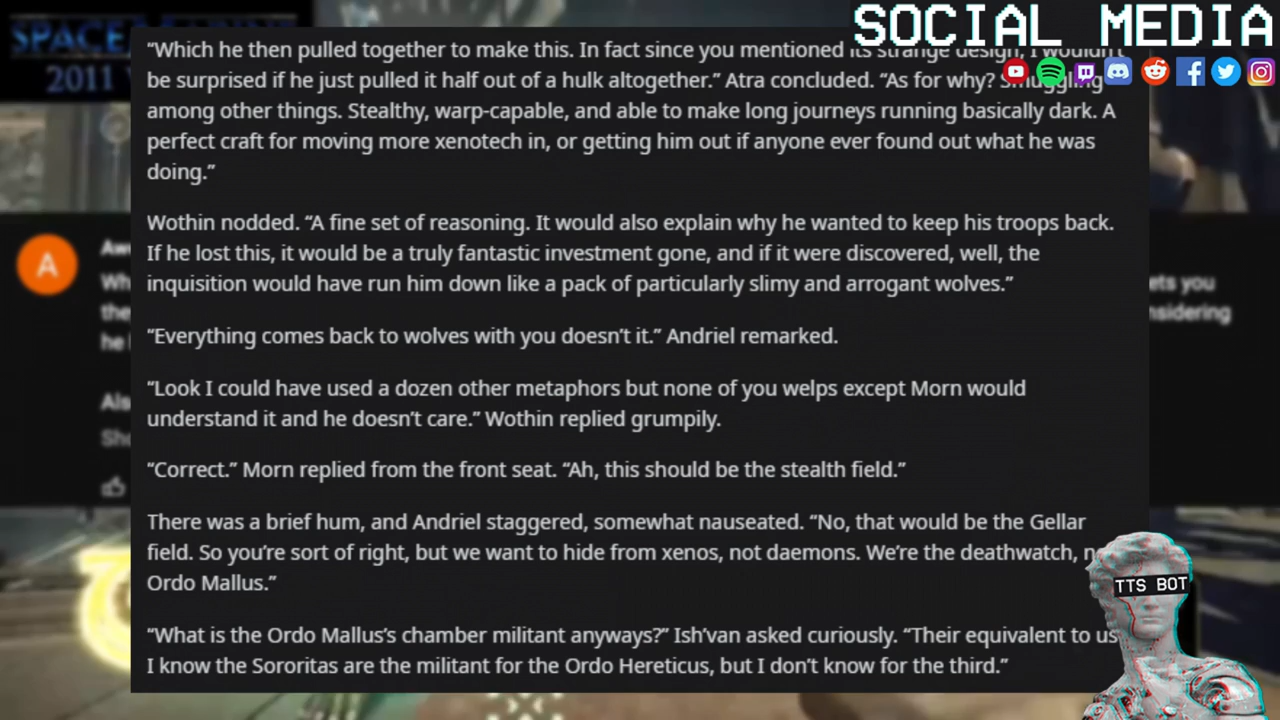 SOCIAL MEDIA
SPACE
2011
“Which he then pulled together to make this. In fact since you mentioned its strange design, I wouldn't
be surprised if he just pulled it half out of a hulk altogether.” Atra concluded. “As for why? Smuggling
among other things. Stealthy, warp-capable, and able to make long journeys running basically dark. A
perfect craft for moving more xenotech in, or getting him out if anyone ever found out what he was
doing.”
Wothin nodded. “A fine set of reasoning. It would also explain why he wanted to keep his troops back.
If he lost this, it would be a truly fantastic investment gone, and if it were discovered, well, the
inquisition would have run him down like a pack of particularly slimy and arrogant wolves.”
“Everything comes back to wolves with you doesn’t it.” Andriel remarked.
“Look I could have used a dozen other metaphors but none of you welps except Morn would
understand it and he doesn’t care.” Wothin replied grumpily.
“Correct.” Morn replied from the front seat. “Ah, this should be the stealth field.”
There was a brief hum, and Andriel staggered, somewhat nauseated. “No, that would be the Gellar
field. So you’re sort of right, but we want to hide from xenos, not daemons. We’re the deathwatch,
Ordo Mallus.”
“What is the Ordo Mallus’s chamber militant anyways?” Ish’van asked curiously. “Their equivalent to us
I know the Sororitas are the militant for the Ordo Hereticus, but I don’t know for the third.”
A
ets you
nsidering
TTS BOT